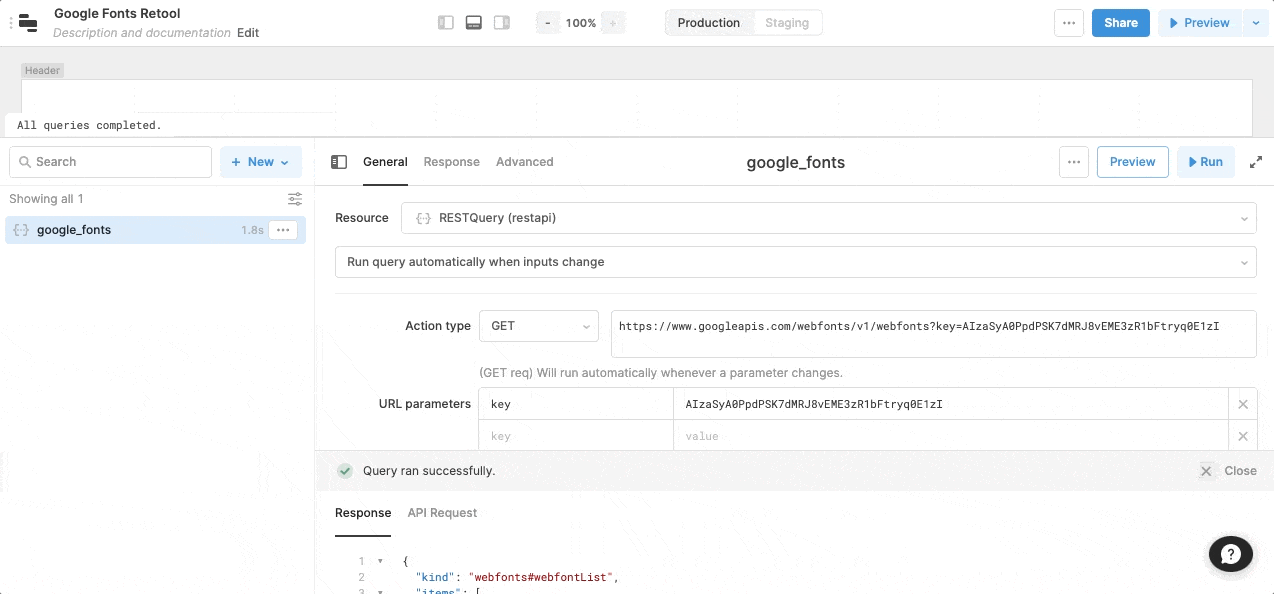 Google Fonts Retool
Description and documentation Edit
- 100% +
Production Staging
Share
Preview
Header
All queries completed.
Search
+ New
General Response Advanced
google_fonts
Preview
Run
Showing all 1
google_fonts 1.8s
Resource RESTQuery (restapi)
Run query automatically when inputs change
Action type GET https://www.googleapis.com/webfonts/v1/webfonts?key=AIzaSyA0PpdPSK7dMRJ8vEME3zR1bFtryq0E1zI
(GET req) Will run automatically whenever a parameter changes.
URL parameters key AIzaSyA0PpdPSK7dMRJ8vEME3zR1bFtryq0E1zI
key value
Query ran successfully.
Close
Response API Request
1 {
2 "kind": "webfonts#webfontList",
3 "items": [